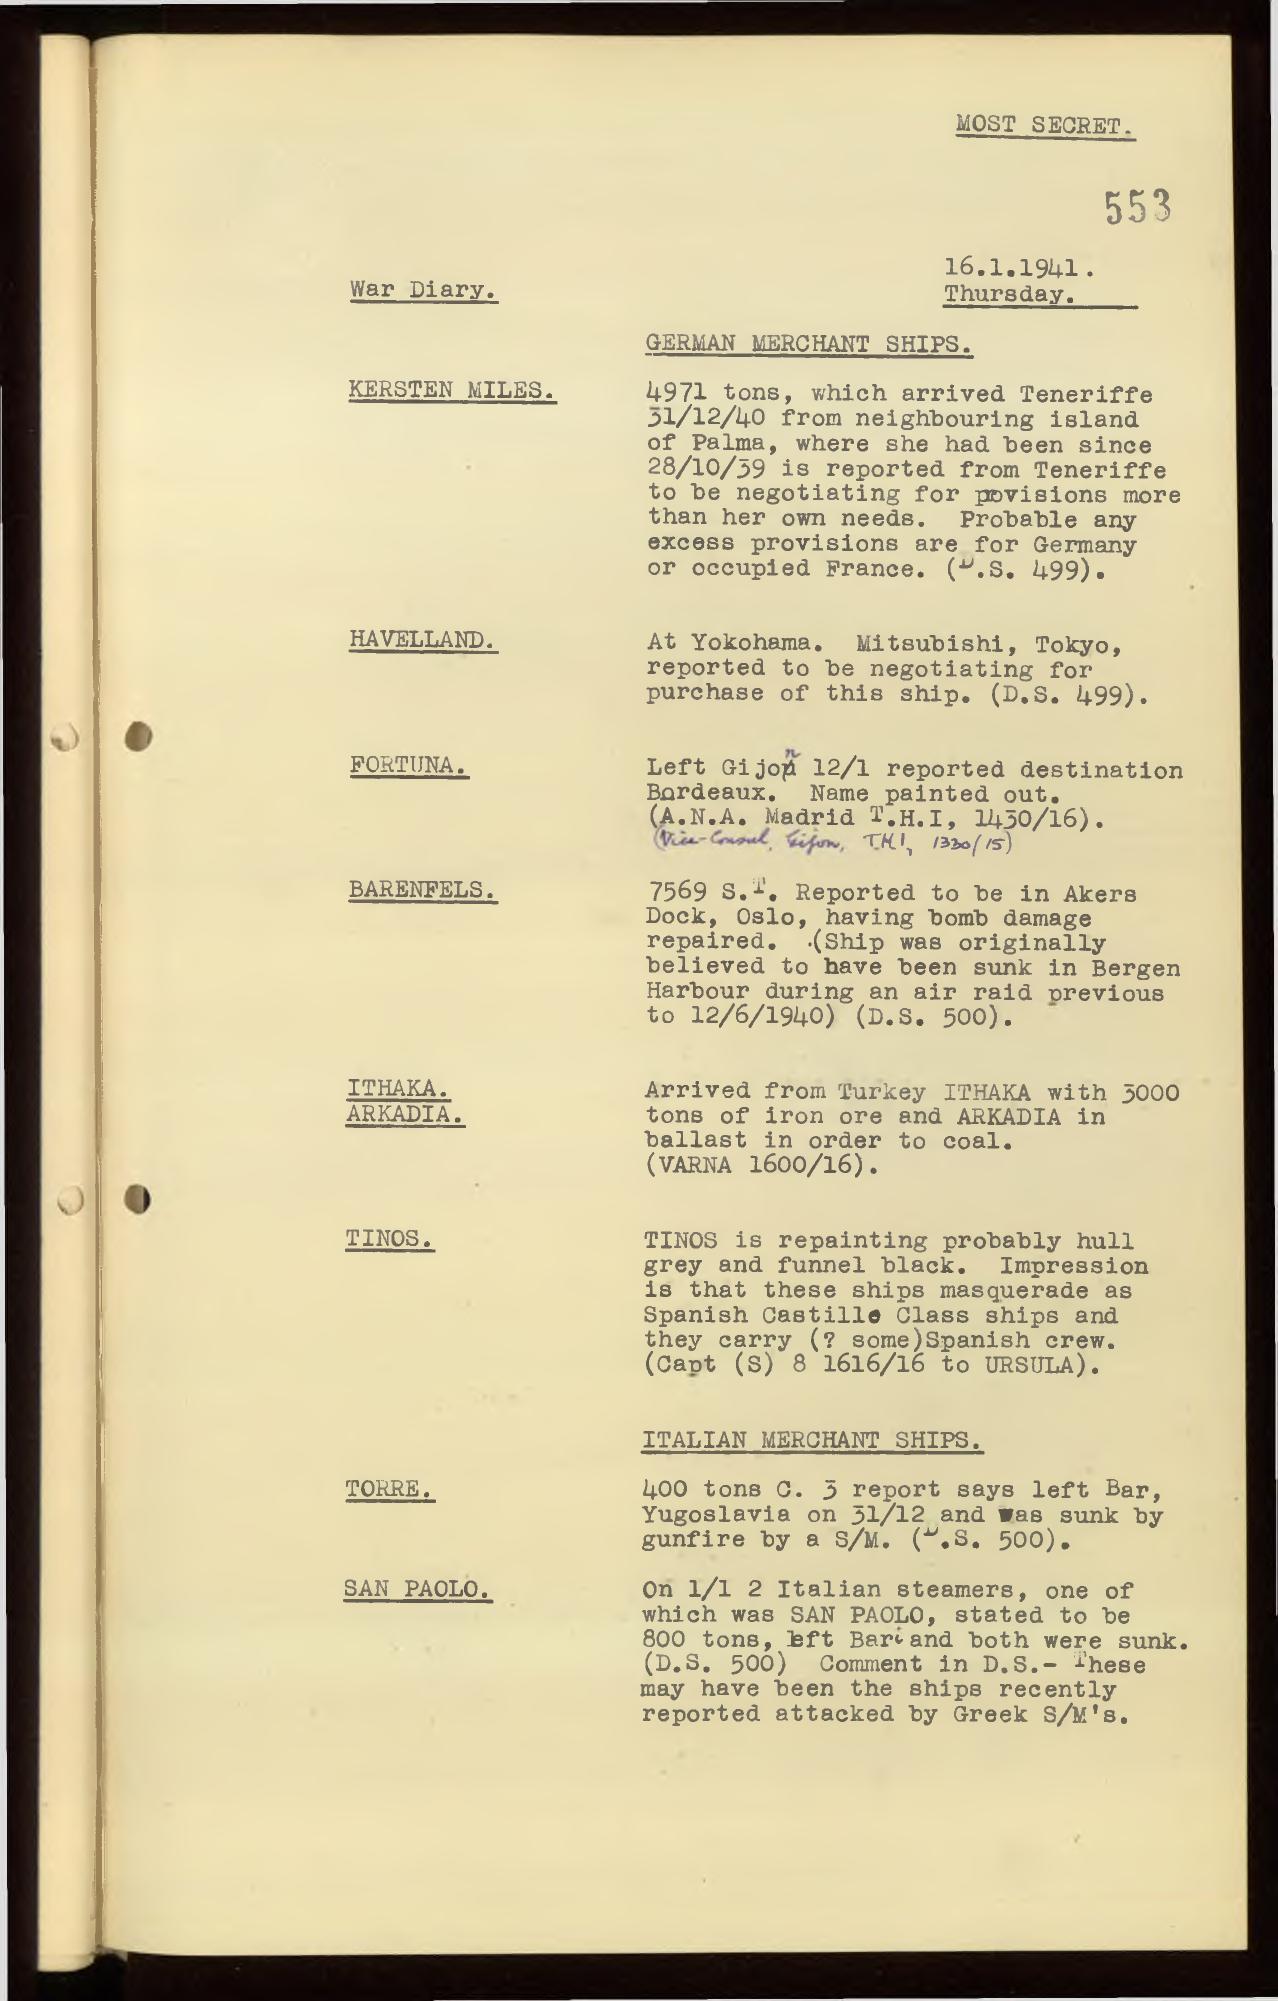 MOST SECRET.
553
16.1.1941.
War Diary.
Thursday.
GERMAN MERCHANT SHIPS.
KERSTEN MILES.
4971 tons, which arrived Teneriffe
31/12/40 from neighbouring island
of Palma, where she had been since
28/10/39 is reported from Teneriffe
to be negotiating for provisions more
than her own needs. Probable any
excess provisions are for Germany
or occupied France. (D.S. 499).
HAVELLAND.
At Yokohama. Mitsubishi, Tokyo,
reported to be negotiating for
purchase of this ship. (D.S. 499).
FORTUNA.
Left Gijon 12/1 reported destination
Bordeaux. Name painted out.
(A.N.A. Madrid T.H.I, 1430/16).
(Vice-Consul, Gijon, T.H.I, 1330/15)
BARENFELS.
7569 S.T. Reported to be in Akers
Dock, Oslo, having bomb damage
repaired. (Ship was originally
believed to have been sunk in Bergen
Harbour during an air raid previous
to 12/6/1940) (D.S. 500).
ITHAKA.
ARKADIA.
Arrived from Turkey ITHAKA with 3000
tons of iron ore and ARKADIA in
ballast in order to coal.
(VARNA 1600/16).
TINOS.
TINOS is repainting probably hull
grey and funnel black. Impression
is that these ships masquerade as
Spanish Castille Class ships and
they carry (? some)Spanish crew.
(Capt (S) 8 1616/16 to URSULA).
ITALIAN MERCHANT SHIPS.
TORRE.
400 tons C. 3 report says left Bar,
Yugoslavia on 31/12 and was sunk by
gunfire by a S/M. (D.S. 500).
SAN PAOLO.
On 1/1 2 Italian steamers, one of
which was SAN PAOLO, stated to be
800 tons, left Bari and both were sunk.
(D.S. 500) Comment in D.S.- These
may have been the ships recently
reported attacked by Greek S/M's.